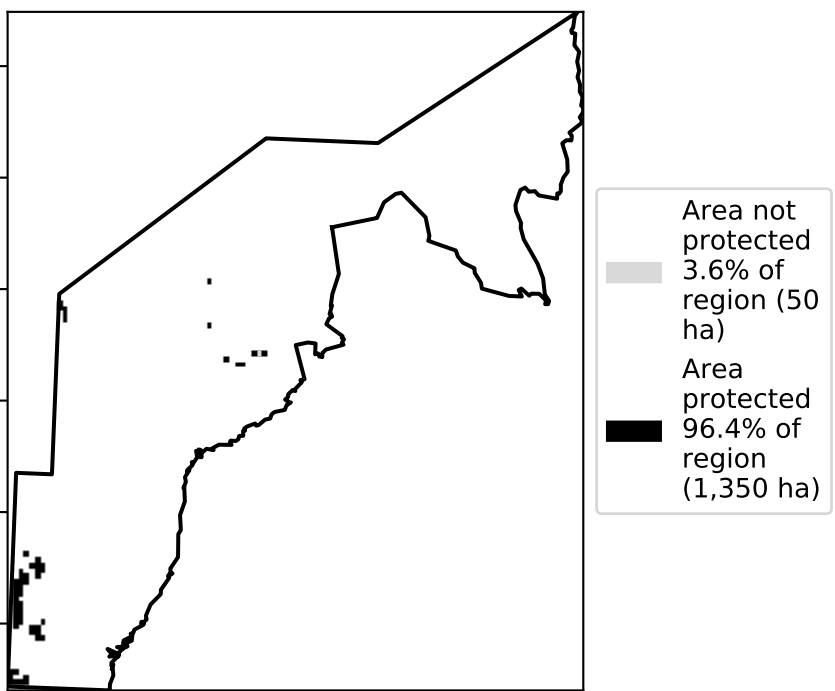 Area not
protected
3.6% of
region (50
ha)
Area
protected
96.4% of
region
(1,350 ha)